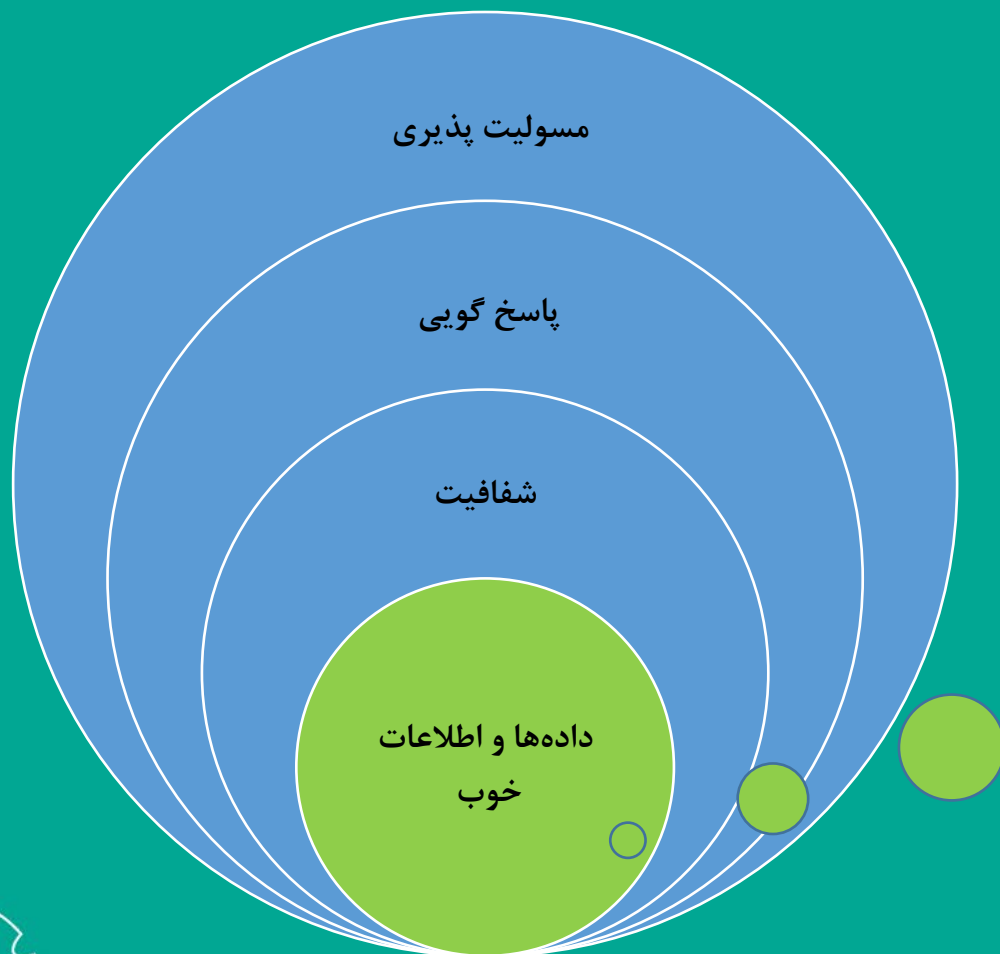 مسولیت پذیری
پاسخ گویی
شفافیت
داده‌ها و اطلاعات
خوب